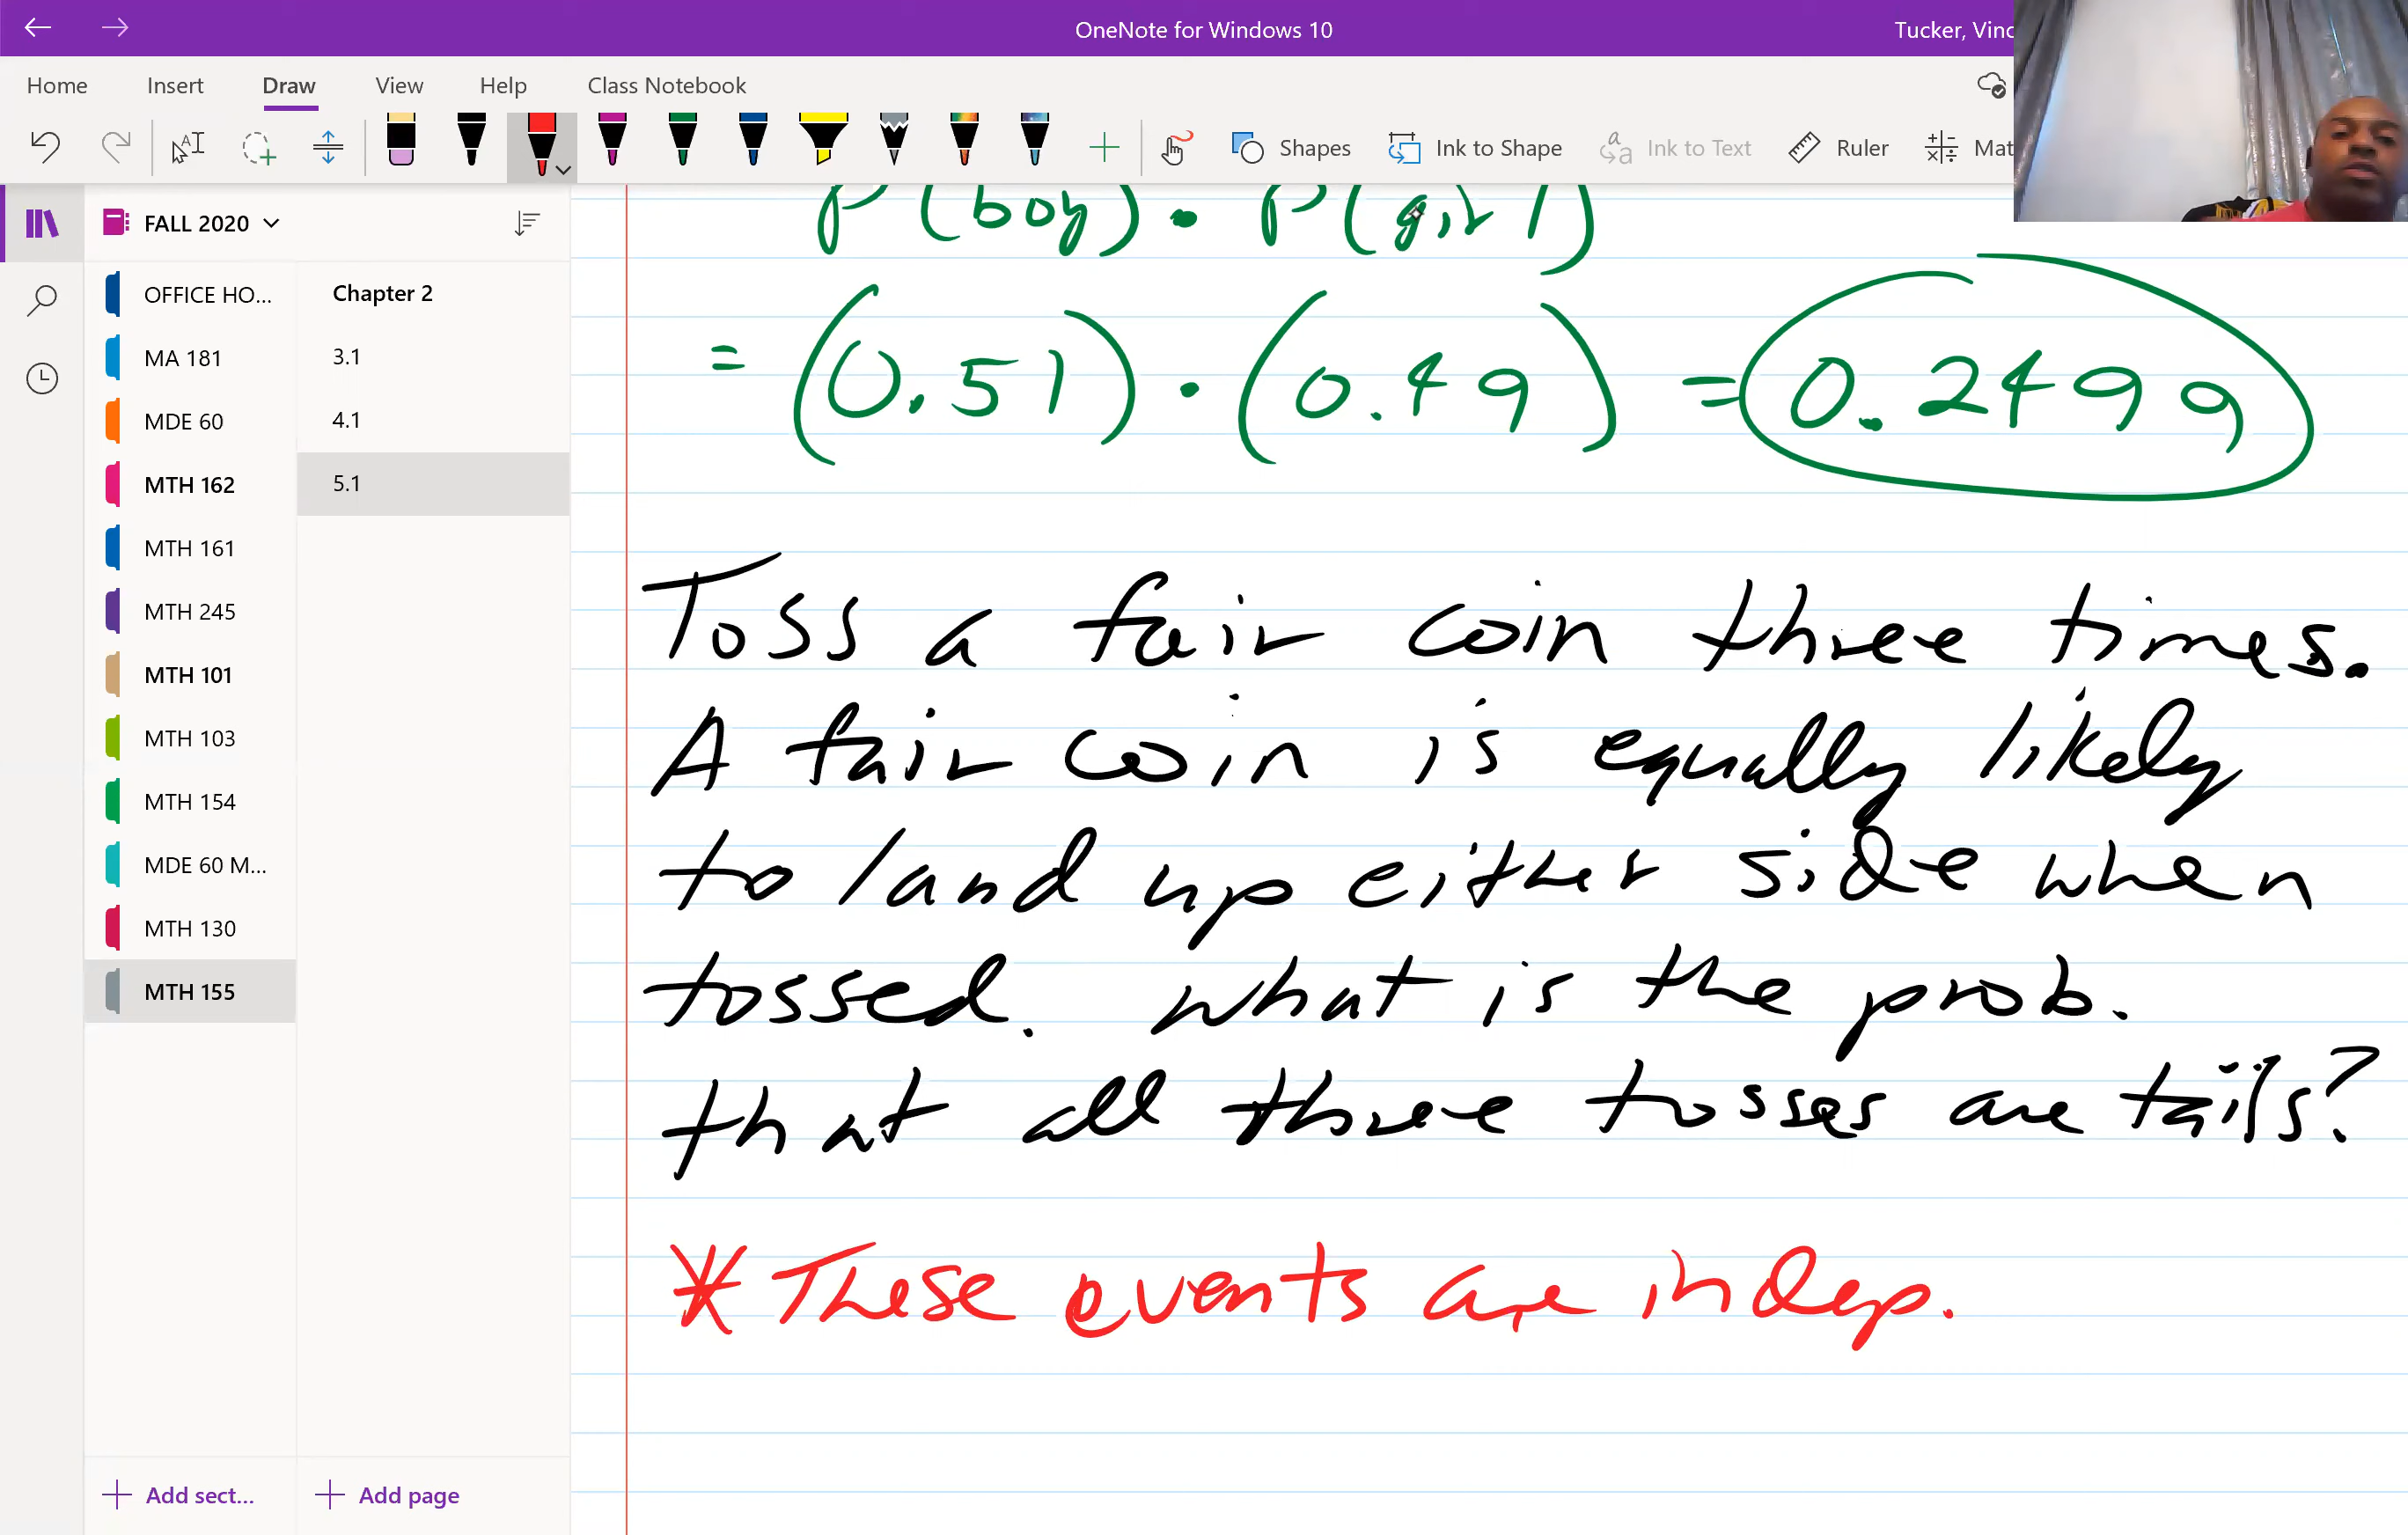 OneNote for Windows 10
Tucker, Vinc
Home Insert Draw View Help Class Notebook
Shapes Ink to Shape Ink to Text Ruler Mat
FALL 2020
OFFICE HO...
MA 181
MDE 60
MTH 162
MTH 161
MTH 245
MTH 101
MTH 103
MTH 154
MDE 60 M...
MTH 130
MTH 155
Add sect...
Chapter 2
3.1
4.1
5.1
Add page
P(boy) • P(girl)
= (0.51) • (0.49) = 0.2499
Toss a fair coin three times.
A fair coin is equally likely
to land up either side when
tossed. What is the prob.
that all three tosses are tails?
* These events are indep.